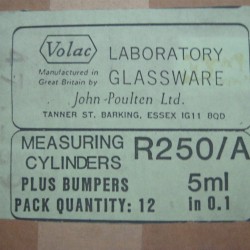 Volac
LABORATORY
GLASSWARE
Manufactured in
Great Britain by
John Poulten Ltd.
TANNER ST. BARKING, ESSEX IG11 8QD
MEASURING
CYLINDERS
R250/A
PLUS BUMPERS
5ml
PACK QUANTITY: 12
in 0.1